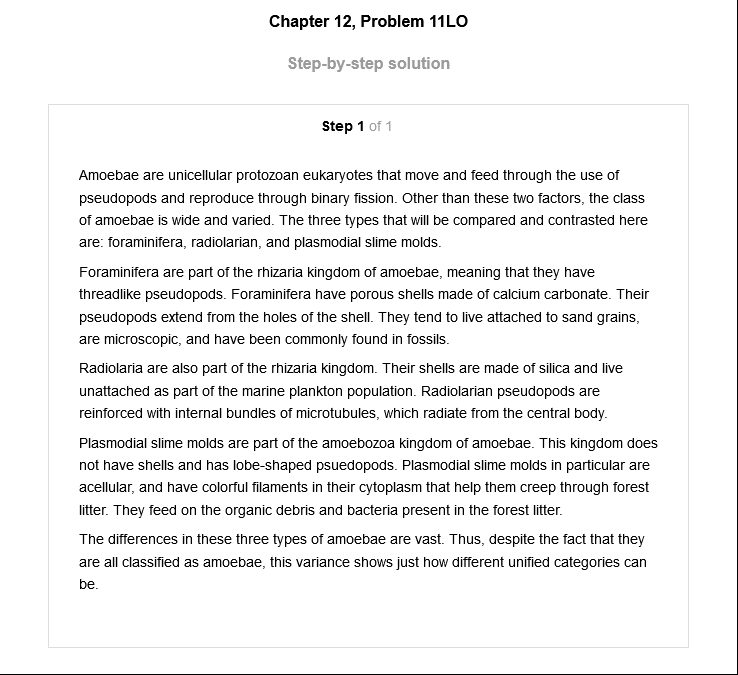 Chapter 12, Problem 11LO
Step-by-step solution
Step 1 of 1
Amoebae are unicellular protozoan eukaryotes that move and feed through the use of
pseudopods and reproduce through binary fission. Other than these two factors, the class
of amoebae is wide and varied. The three types that will be compared and contrasted here
are: foraminifera, radiolarian, and plasmodial slime molds.
Foraminifera are part of the rhizaria kingdom of amoebae, meaning that they have
threadlike pseudopods. Foraminifera have porous shells made of calcium carbonate. Their
pseudopods extend from the holes of the shell. They tend to live attached to sand grains,
are microscopic, and have been commonly found in fossils.
Radiolaria are also part of the rhizaria kingdom. Their shells are made of silica and live
unattached as part of the marine plankton population. Radiolarian pseudopods are
reinforced with internal bundles of microtubules, which radiate from the central body.
Plasmodial slime molds are part of the amoebozoa kingdom of amoebae. This kingdom does
not have shells and has lobe-shaped psuedopods. Plasmodial slime molds in particular are
acellular, and have colorful filaments in their cytoplasm that help them creep through forest
litter. They feed on the organic debris and bacteria present in the forest litter.
The differences in these three types of amoebae are vast. Thus, despite the fact that they
are all classified as amoebae, this variance shows just how different unified categories can
be.